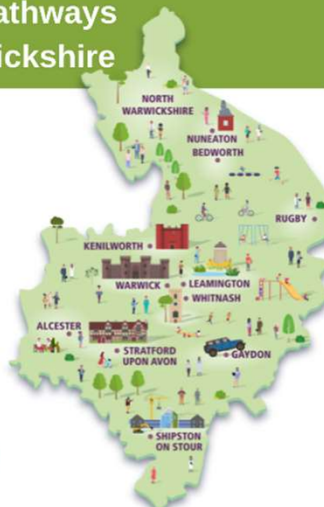 athways
ickshire
NORTH
WARWICKSHIRE
NUNEATON
BEDWORTH
RUGBY
KENILWORTH
WARWICK
LEAMINGTON
WHITNASH
ALCESTER
STRATFORD
UPON AVON
GAYDON
SHIPSTON
ON STOUR